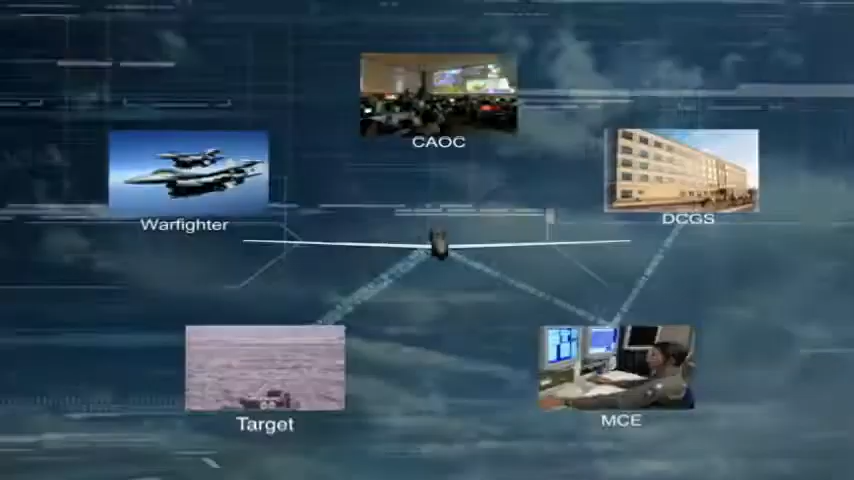 CAOC
Warfighter
DCGS
Target
MCE